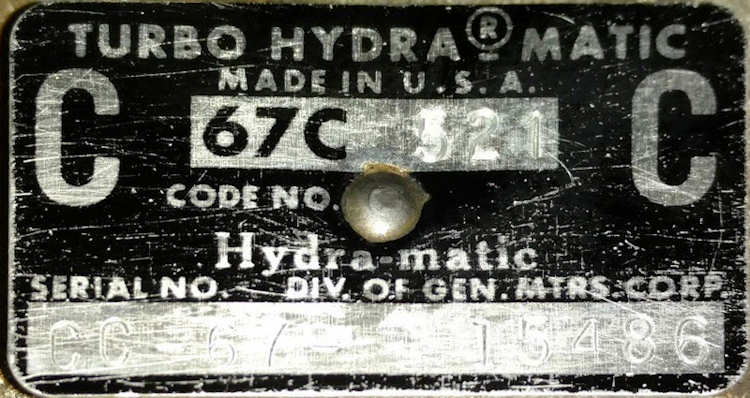 TURBO HYDRA®-MATIC
MADE IN U.S.A.
C 67C 321 C
CODE NO.
Hydra-matic
SERIAL NO. DIV. OF GEN. MTRS. CORP.
CC 67- 15486